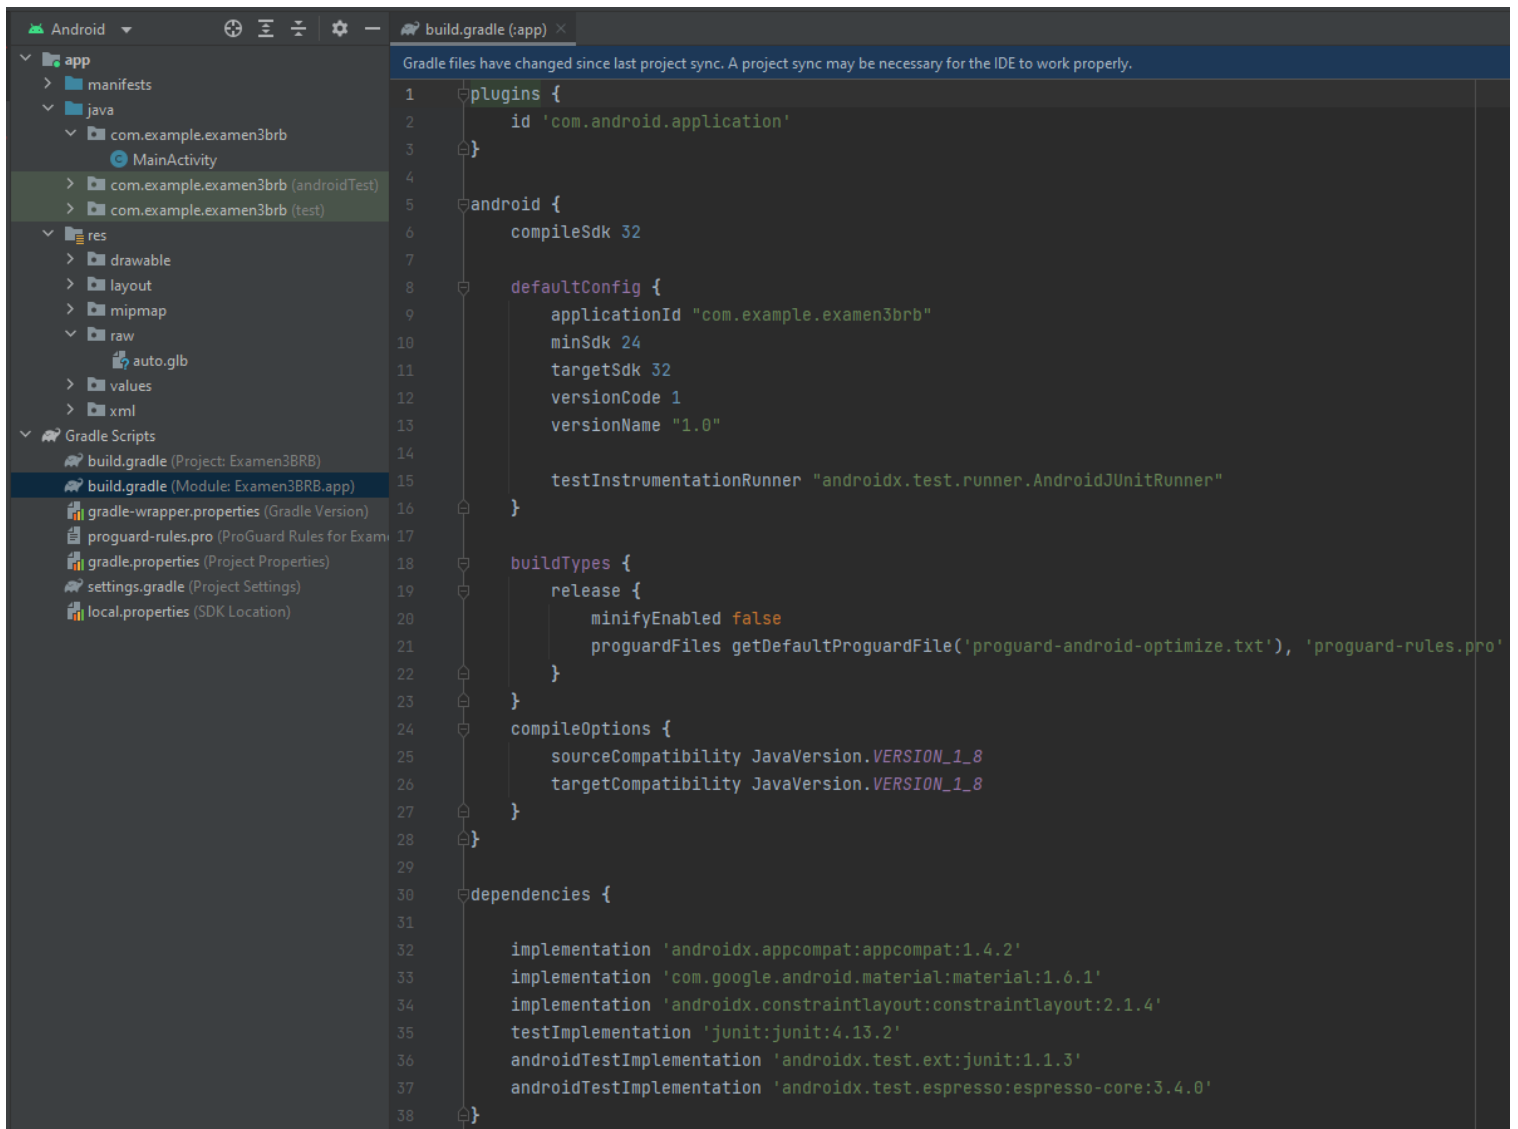 Android
app
manifests
java
com.example.examen3brb
MainActivity
com.example.examen3brb (androidTest)
com.example.examen3brb (test)
res
drawable
layout
mipmap
raw
auto.glb
values
xml
Gradle Scripts
build.gradle (Project: Examen3BRB)
build.gradle (Module: Examen3BRB.app)
gradle-wrapper.properties (Gradle Version)
proguard-rules.pro (ProGuard Rules for Exam
gradle.properties (Project Properties)
settings.gradle (Project Settings)
local.properties (SDK Location)
build.gradle (:app)
Gradle files have changed since last project sync. A project sync may be necessary for the IDE to work properly.
1 plugins {
2 id 'com.android.application'
3 }
4
5 android {
6 compileSdk 32
7
8 defaultConfig {
9 applicationId "com.example.examen3brb"
10 minSdk 24
11 targetSdk 32
12 versionCode 1
13 versionName "1.0"
14
15 testInstrumentationRunner "androidx.test.runner.AndroidJUnitRunner"
16 }
17
18 buildTypes {
19 release {
20 minifyEnabled false
21 proguardFiles getDefaultProguardFile('proguard-android-optimize.txt'), 'proguard-rules.pro'
22 }
23 }
24 compileOptions {
25 sourceCompatibility JavaVersion.VERSION_1_8
26 targetCompatibility JavaVersion.VERSION_1_8
27 }
28 }
29
30 dependencies {
31
32 implementation 'androidx.appcompat:appcompat:1.4.2'
33 implementation 'com.google.android.material:material:1.6.1'
34 implementation 'androidx.constraintlayout:constraintlayout:2.1.4'
35 testImplementation 'junit:junit:4.13.2'
36 androidTestImplementation 'androidx.test.ext:junit:1.1.3'
37 androidTestImplementation 'androidx.test.espresso:espresso-core:3.4.0'
38 }